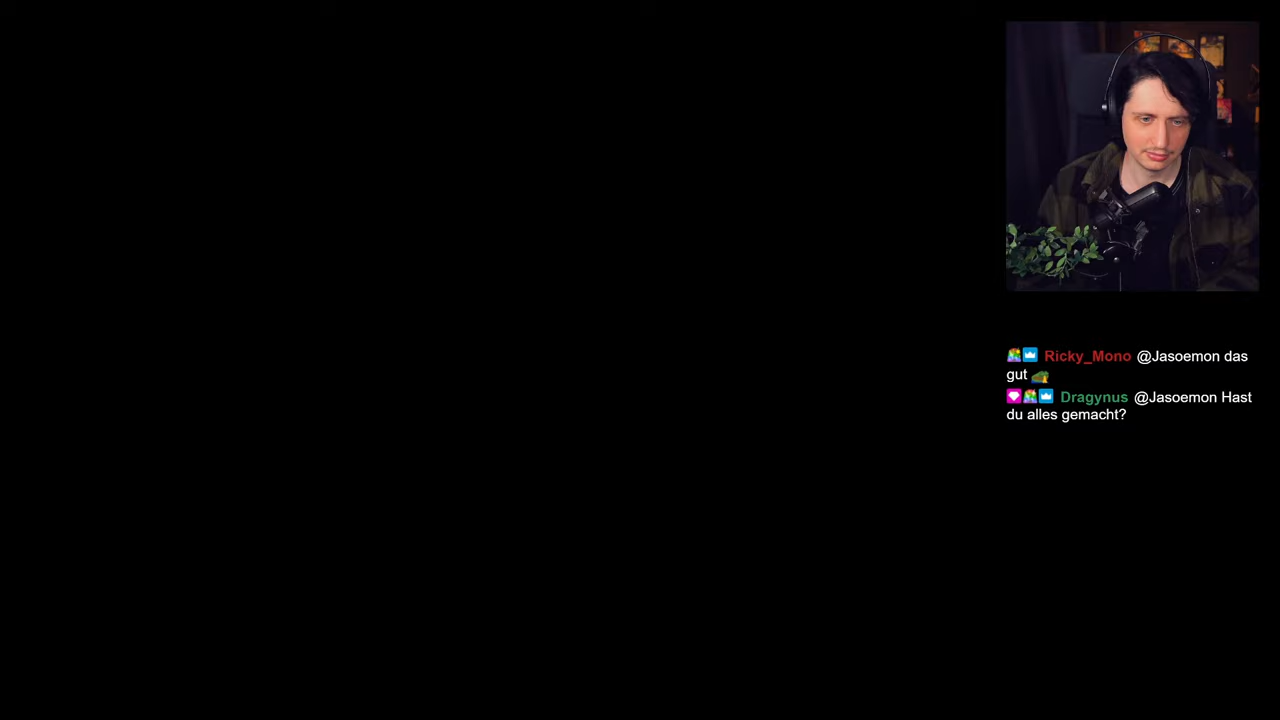 Ricky_Mono @Jasoemon das
gut
Dragynus @Jasoemon Hast
du alles gemacht?